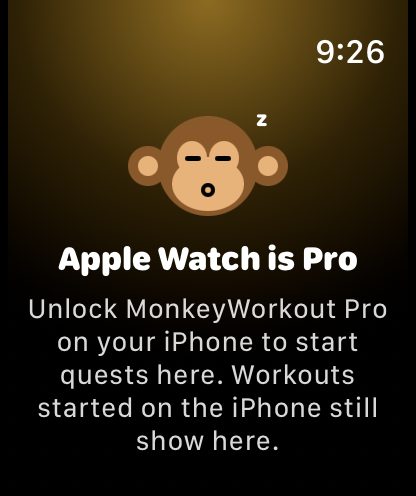 9:26
z
Apple Watch is Pro
Unlock MonkeyWorkout Pro
on your iPhone to start
quests here. Workouts
started on the iPhone still
show here.